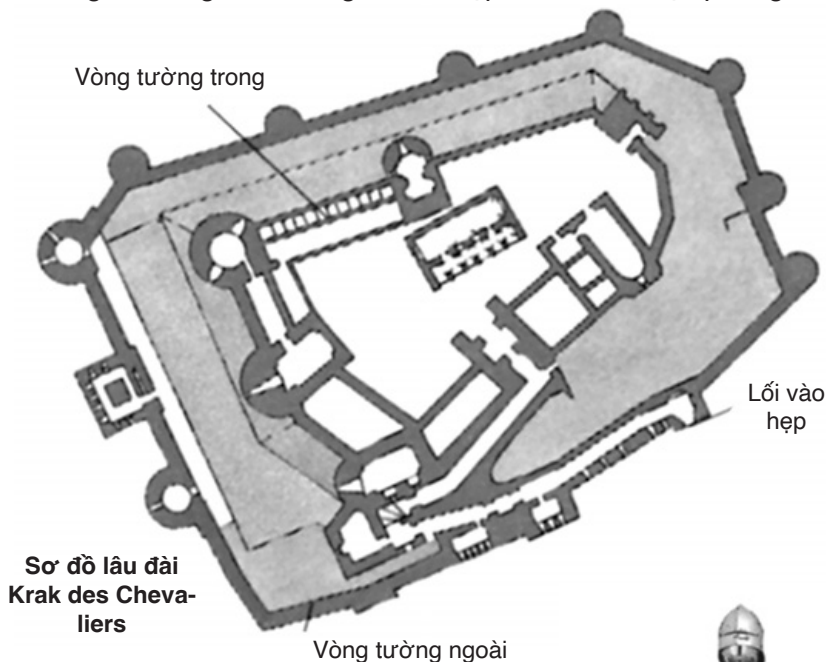 Vòng tường trong
Lối vào
hẹp
Sơ đồ lâu đài
Krak des Cheva-
liers
Vòng tường ngoài